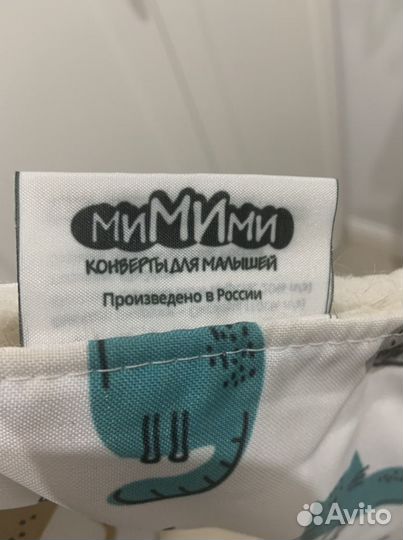 миМИми
КОНВЕРТЫ ДЛЯ МАЛЫШЕЙ
Произведено в России
Avito